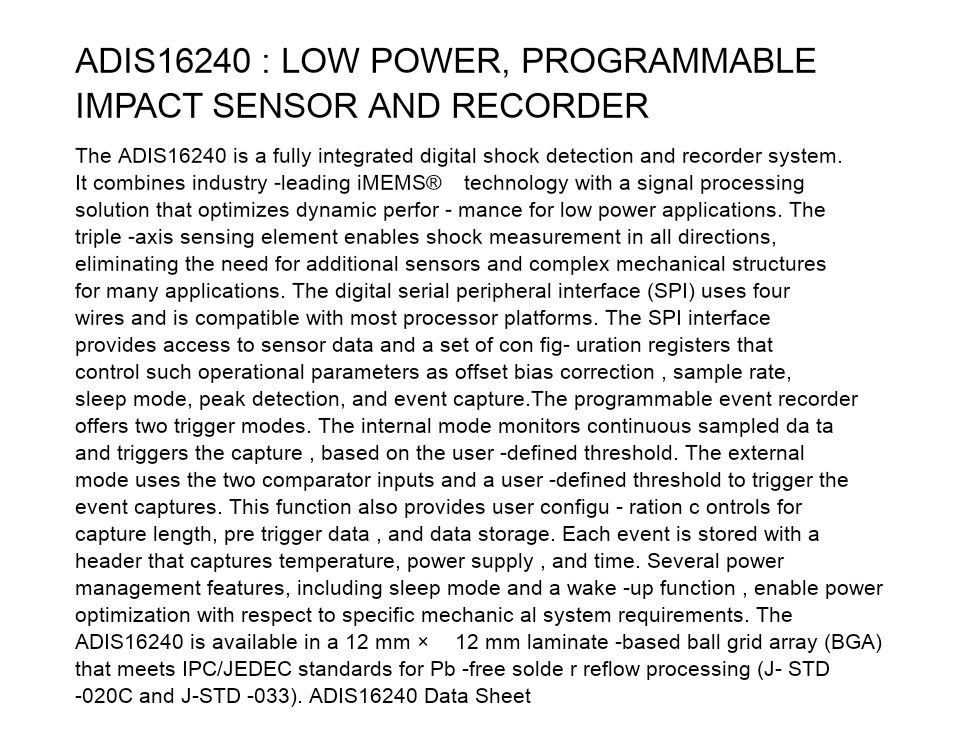 ADIS16240 : LOW POWER, PROGRAMMABLE
IMPACT SENSOR AND RECORDER
The ADIS16240 is a fully integrated digital shock detection and recorder system.
It combines industry -leading iMEMS® technology with a signal processing
solution that optimizes dynamic perfor - mance for low power applications. The
triple -axis sensing element enables shock measurement in all directions,
eliminating the need for additional sensors and complex mechanical structures
for many applications. The digital serial peripheral interface (SPI) uses four
wires and is compatible with most processor platforms. The SPI interface
provides access to sensor data and a set of con fig- uration registers that
control such operational parameters as offset bias correction , sample rate,
sleep mode, peak detection, and event capture.The programmable event recorder
offers two trigger modes. The internal mode monitors continuous sampled da ta
and triggers the capture , based on the user -defined threshold. The external
mode uses the two comparator inputs and a user -defined threshold to trigger the
event captures. This function also provides user configu - ration c ontrols for
capture length, pre trigger data , and data storage. Each event is stored with a
header that captures temperature, power supply , and time. Several power
management features, including sleep mode and a wake -up function , enable power
optimization with respect to specific mechanic al system requirements. The
ADIS16240 is available in a 12 mm × 12 mm laminate -based ball grid array (BGA)
that meets IPC/JEDEC standards for Pb -free solde r reflow processing (J- STD
-020C and J-STD -033). ADIS16240 Data Sheet